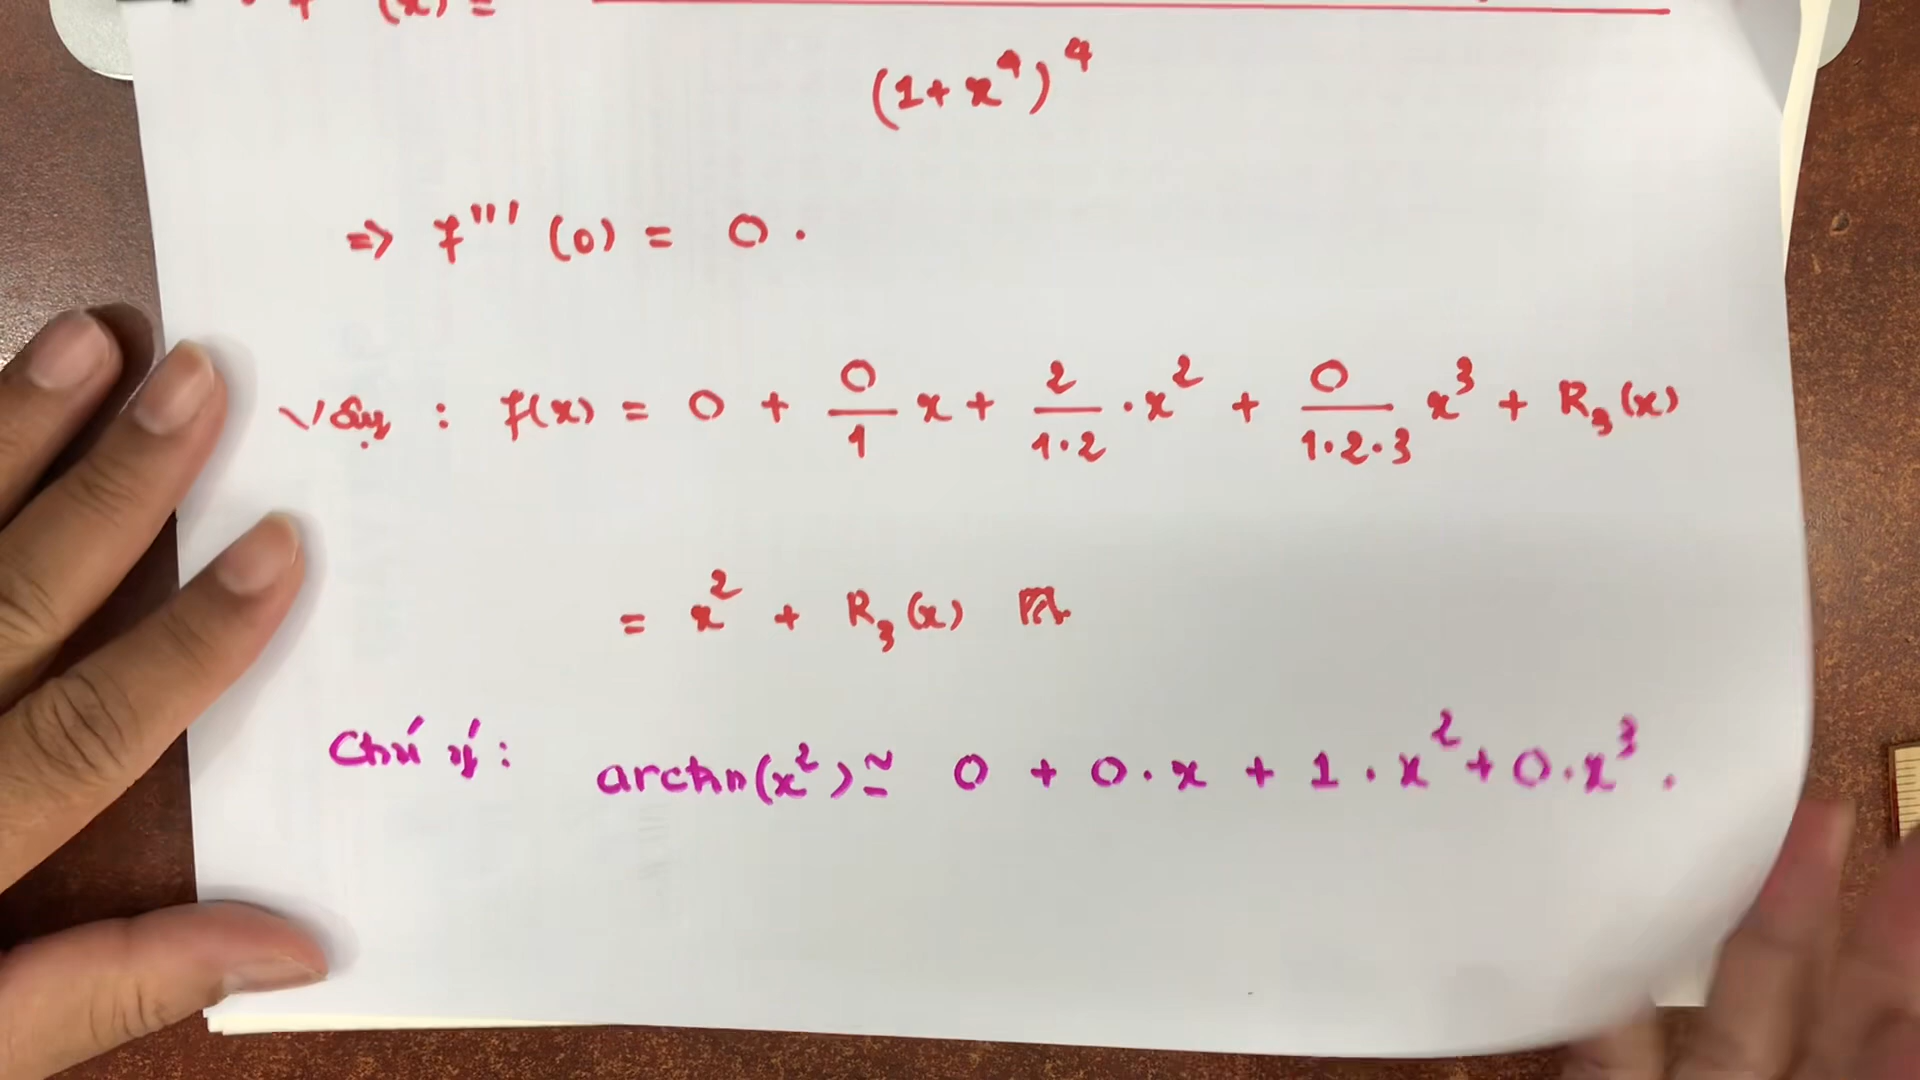 (x) =
(1+x⁴)⁴
=> f'''(0) = 0.
Vậy : f(x) = 0 + 0/1 x + 2/1·2 · x² + 0/1·2·3 x³ + R₃(x)
= x² + R₃(x)
Chú ý : arctan(x²) ≃ 0 + 0·x + 1·x² + 0·x³.